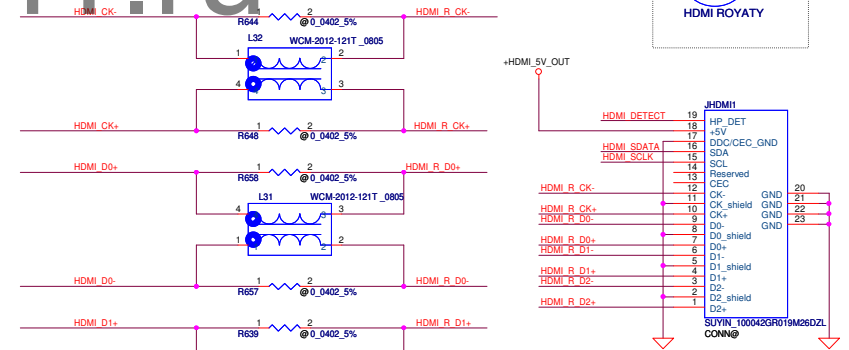 HDMI_CK-
1
2
HDMI_R_CK-
R644
@ 0_0402_5%
HDMI ROYATY
L32
WCM-2012-121T_0805
1
2
2
4
3
3
+HDMI_5V_OUT
HDMI_CK+
1
2
HDMI_R_CK+
R648
@ 0_0402_5%
HDMI_D0+
1
2
HDMI_R_D0+
R658
@ 0_0402_5%
L31
WCM-2012-121T_0805
4
3
3
1
2
2
HDMI_D0-
1
2
HDMI_R_D0-
R657
@ 0_0402_5%
HDMI_D1+
1
2
HDMI_R_D1+
R639
@ 0_0402_5%
JHDMI1
HDMI_DETECT 19 HP_DET
18 +5V
17 DDC/CEC_GND
HDMI_SDATA 16 SDA
HDMI_SCLK 15 SCL
14 Reserved
13 CEC
HDMI_R_CK- 12 CK- GND 20
11 CK_shield GND 21
HDMI_R_CK+ 10 CK+ GND 22
HDMI_R_D0- 9 D0- GND 23
8 D0_shield
HDMI_R_D0+ 7 D0+
HDMI_R_D1- 6 D1-
5 D1_shield
HDMI_R_D1+ 4 D1+
HDMI_R_D2- 3 D2-
2 D2_shield
HDMI_R_D2+ 1 D2+
SUYIN_100042GR019M26DZL
CONN@